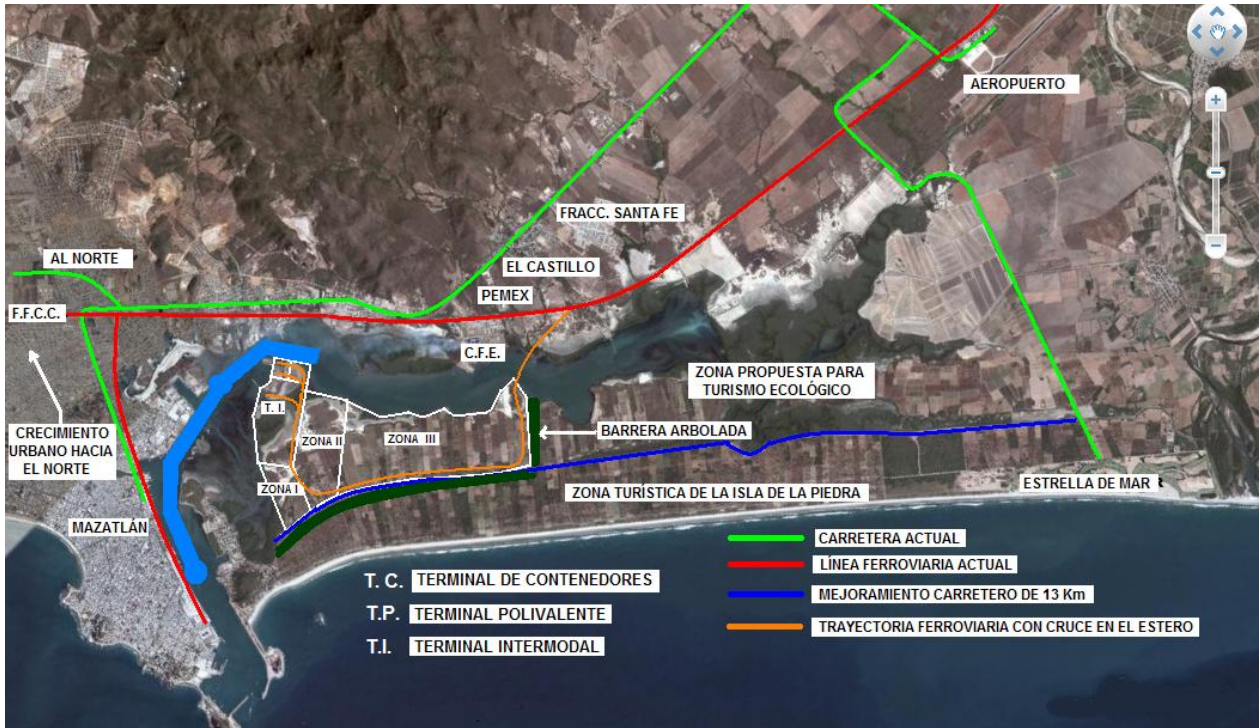 AEROPUERTO
FRACC. SANTA FE
AL NORTE
EL CASTILLO
PEMEX
F.F.C.C.
C.F.E.
ZONA PROPUESTA PARA
TURISMO ECOLÓGICO
T. I.
CRECIMIENTO
URBANO HACIA
EL NORTE
ZONA II
ZONA III
BARRERA ARBOLADA
ZONA I
ZONA TURÍSTICA DE LA ISLA DE LA PIEDRA
ESTRELLA DE MAR
MAZATLÁN
CARRETERA ACTUAL
LÍNEA FERROVIARIA ACTUAL
MEJORAMIENTO CARRETERO DE 13 Km
TRAYECTORIA FERROVIARIA CON CRUCE EN EL ESTERO
T. C. TERMINAL DE CONTENEDORES
T.P. TERMINAL POLIVALENTE
T.I. TERMINAL INTERMODAL